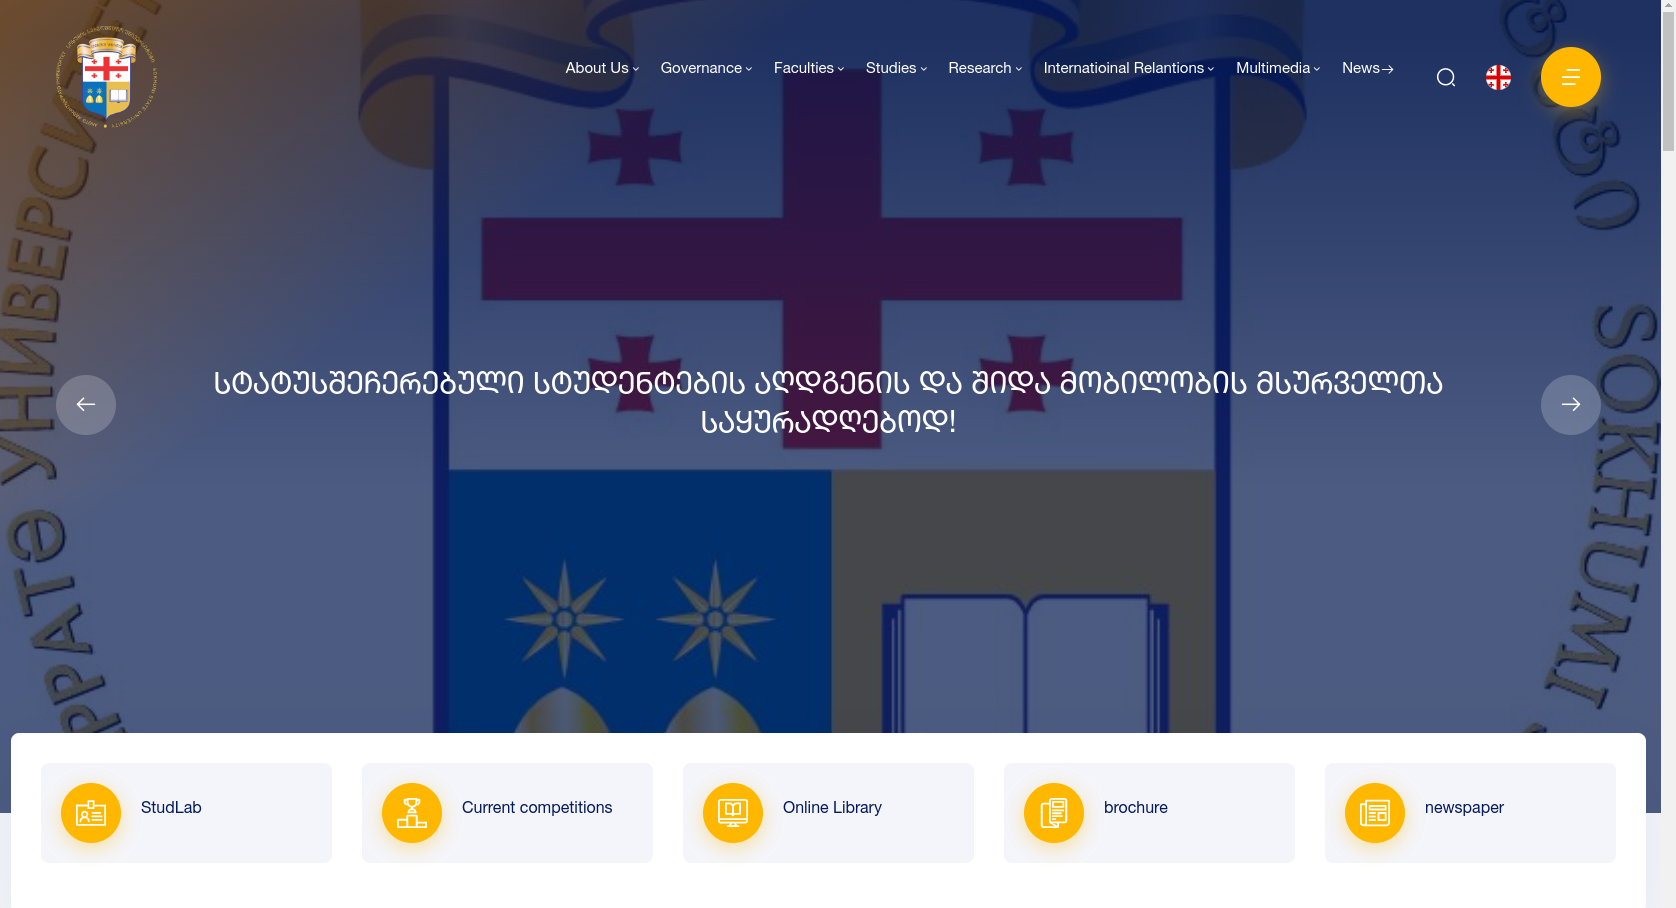 About Us
Governance
Faculties
Studies
Research
Internatioinal Relantions
Multimedia
News
სტატუსშეჩერებული სტუდენტების აღდგენის და შიდა მობილობის მსურველთა
საყურადღებოდ!
SOKHUMI
StudLab
Current competitions
Online Library
brochure
newspaper